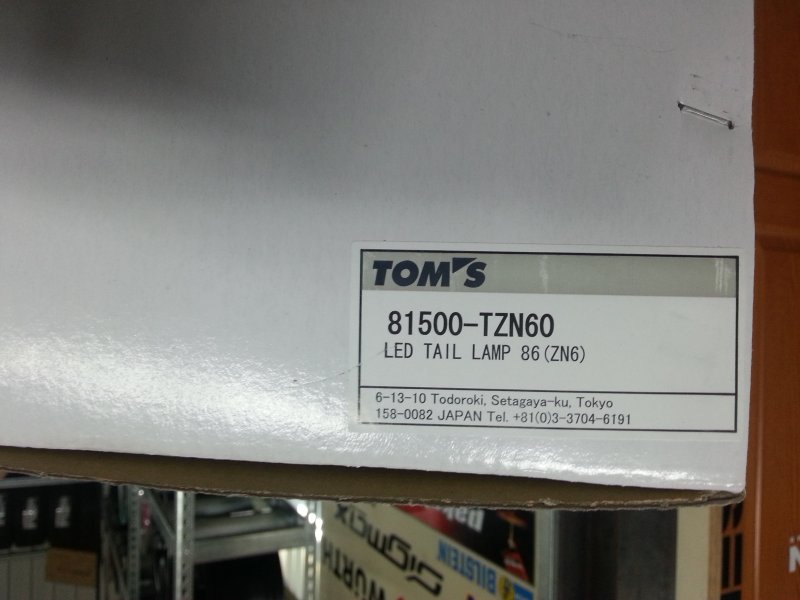 TOM'S
81500-TZN60
LED TAIL LAMP 86(ZN6)
6-13-10 Todoroki, Setagaya-ku, Tokyo
158-0082 JAPAN Tel. +81(0)3-3704-6191
BILSTEIN
WÜRTH